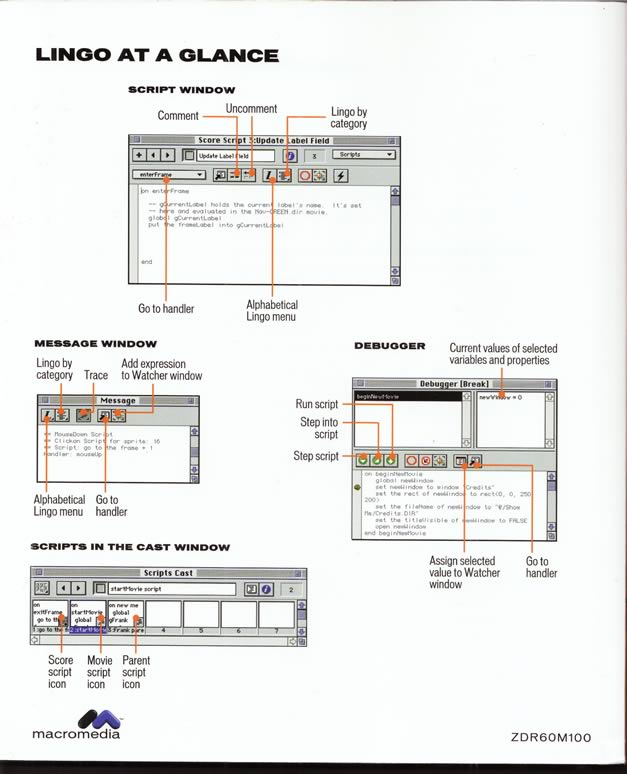 LINGO AT A GLANCE
SCRIPT WINDOW
Comment
Uncomment
Lingo by
category
Score Script 3:Update Label Field
Update Label Field
3
Scripts
enterFrame
on enterFrame
-- gCurrentLabel holds the current label's name. It's set
-- here and evaluated in the Nav-GREEN.dir movie.
global gCurrentLabel
put the frameLabel into gCurrentLabel
end
Go to handler
Alphabetical
Lingo menu
MESSAGE WINDOW
Lingo by
category
Trace
Add expression
to Watcher window
Message
== MouseDown Script
== Clickon Script for sprite: 16
== Script: go to the frame + 1
handler: mouseUp
Alphabetical
Lingo menu
Go to
handler
DEBUGGER
Current values of selected
variables and properties
Debugger [Break]
beginNewMovie
newWindow = 0
Run script
Step into
script
Step script
on beginNewMovie
global newWindow
set newWindow to window "Credits"
set the rect of newWindow to rect(0, 0, 250
200)
set the fileName of newWindow to "@/Show
Me/Credits.DIR"
set the titleVisible of newWindow to FALSE
open newWindow
end beginNewMovie
Assign selected
value to Watcher
window
Go to
handler
SCRIPTS IN THE CAST WINDOW
Scripts Cast
startMovie script
2
on
exitFrame
go to th
on
startMovie
global
on new me
global
gFrank
1:go to the f
2:startMovie
3:Frank pare
4
5
6
7
Score
script
icon
Movie
script
icon
Parent
script
icon
macromedia
ZDR60M100